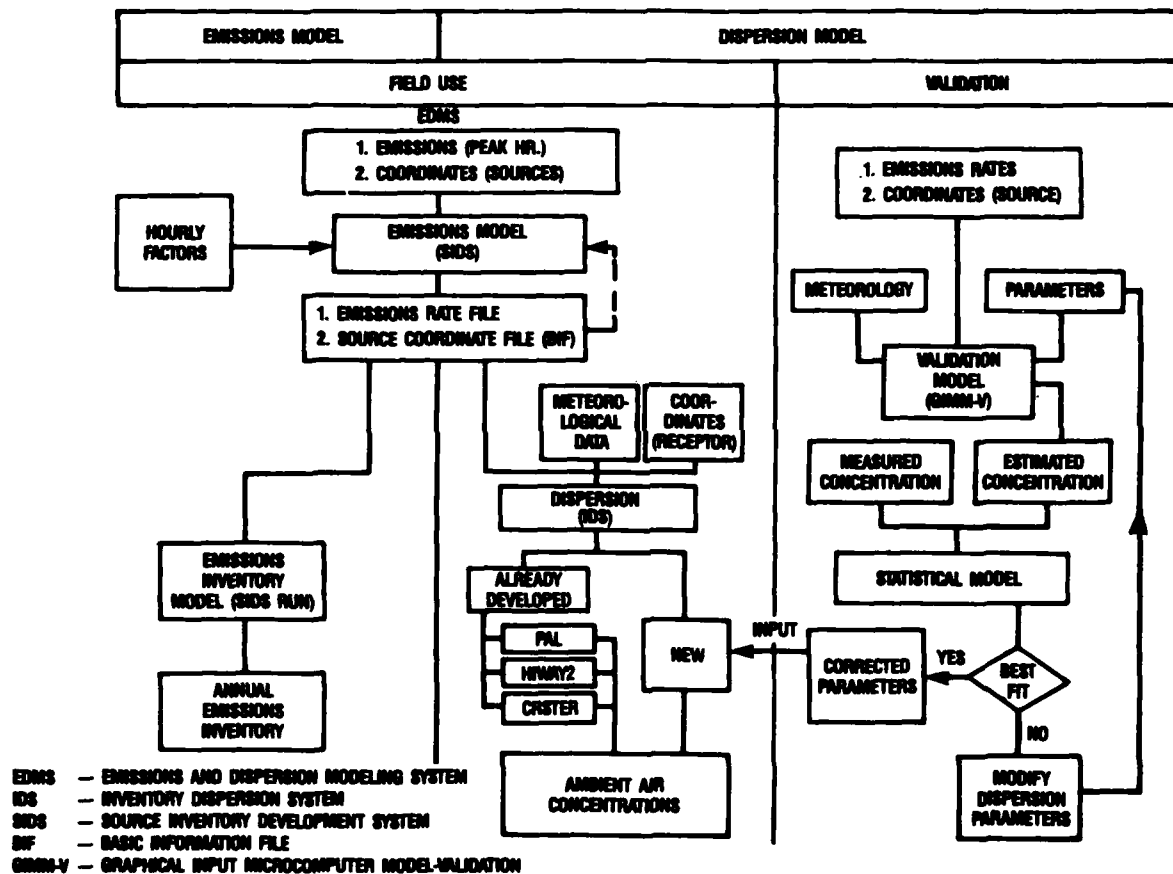 EMISSIONS MODEL
DISPERSION MODEL
FIELD USE
VALIDATION
EDMS
1. EMISSIONS (PEAK HR.)
2. COORDINATES (SOURCES)
HOURLY
FACTORS
EMISSIONS MODEL
(SIDS)
1. EMISSIONS RATE FILE
2. SOURCE COORDINATE FILE (BIF)
METEORO-
LOGICAL
DATA
COOR-
DINATES
(RECEPTOR)
DISPERSION
(IDS)
EMISSIONS
INVENTORY
MODEL (SIDS RUN)
ANNUAL
EMISSIONS
INVENTORY
ALREADY
DEVELOPED
PAL
HIWAY2
CRSTER
NEW
AMBIENT AIR
CONCENTRATIONS
1. EMISSIONS RATES
2. COORDINATES (SOURCE)
METEOROLOGY
PARAMETERS
VALIDATION
MODEL
(GIMM-V)
MEASURED
CONCENTRATION
ESTIMATED
CONCENTRATION
STATISTICAL MODEL
INPUT
CORRECTED
PARAMETERS
YES
BEST
FIT
NO
MODIFY
DISPERSION
PARAMETERS
EDMS — EMISSIONS AND DISPERSION MODELING SYSTEM
IDS — INVENTORY DISPERSION SYSTEM
SIDS — SOURCE INVENTORY DEVELOPMENT SYSTEM
BIF — BASIC INFORMATION FILE
GIMM-V — GRAPHICAL INPUT MICROCOMPUTER MODEL-VALIDATION